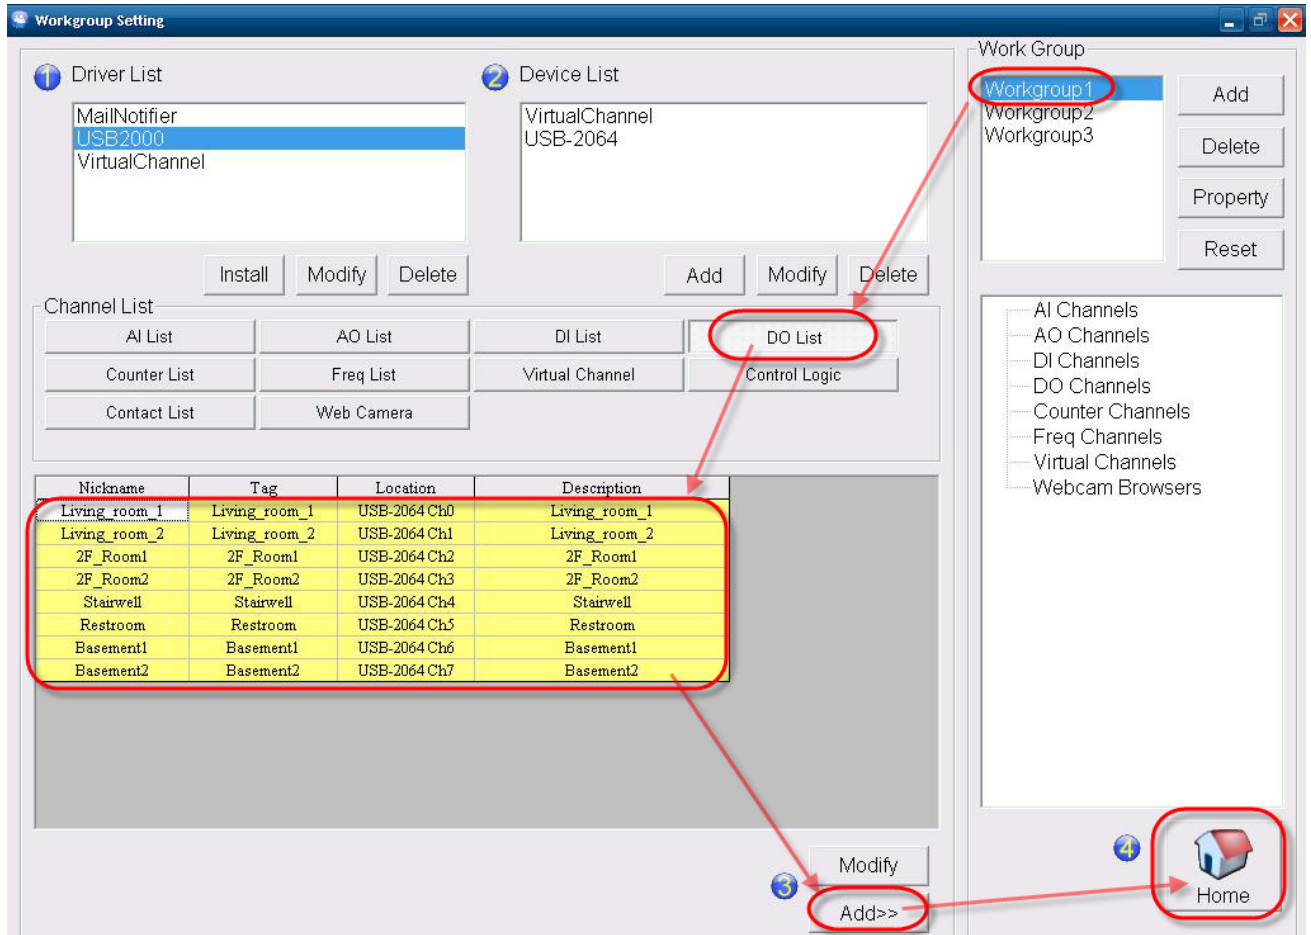 Workgroup Setting
1 Driver List
MailNotifier
USB2000
VirtualChannel
Install Modify Delete
2 Device List
VirtualChannel
USB-2064
Add Modify Delete
Channel List
AI List AO List DI List DO List
Counter List Freq List Virtual Channel Control Logic
Contact List Web Camera
Nickname Tag Location Description
Living_room_1 Living_room_1 USB-2064 Ch0 Living_room_1
Living_room_2 Living_room_2 USB-2064 Ch1 Living_room_2
2F_Room1 2F_Room1 USB-2064 Ch2 2F_Room1
2F_Room2 2F_Room2 USB-2064 Ch3 2F_Room2
Stairwell Stairwell USB-2064 Ch4 Stairwell
Restroom Restroom USB-2064 Ch5 Restroom
Basement1 Basement1 USB-2064 Ch6 Basement1
Basement2 Basement2 USB-2064 Ch7 Basement2
Modify
3 Add>>
Work Group
Workgroup1
Workgroup2
Workgroup3
Add
Delete
Property
Reset
AI Channels
AO Channels
DI Channels
DO Channels
Counter Channels
Freq Channels
Virtual Channels
Webcam Browsers
4
Home